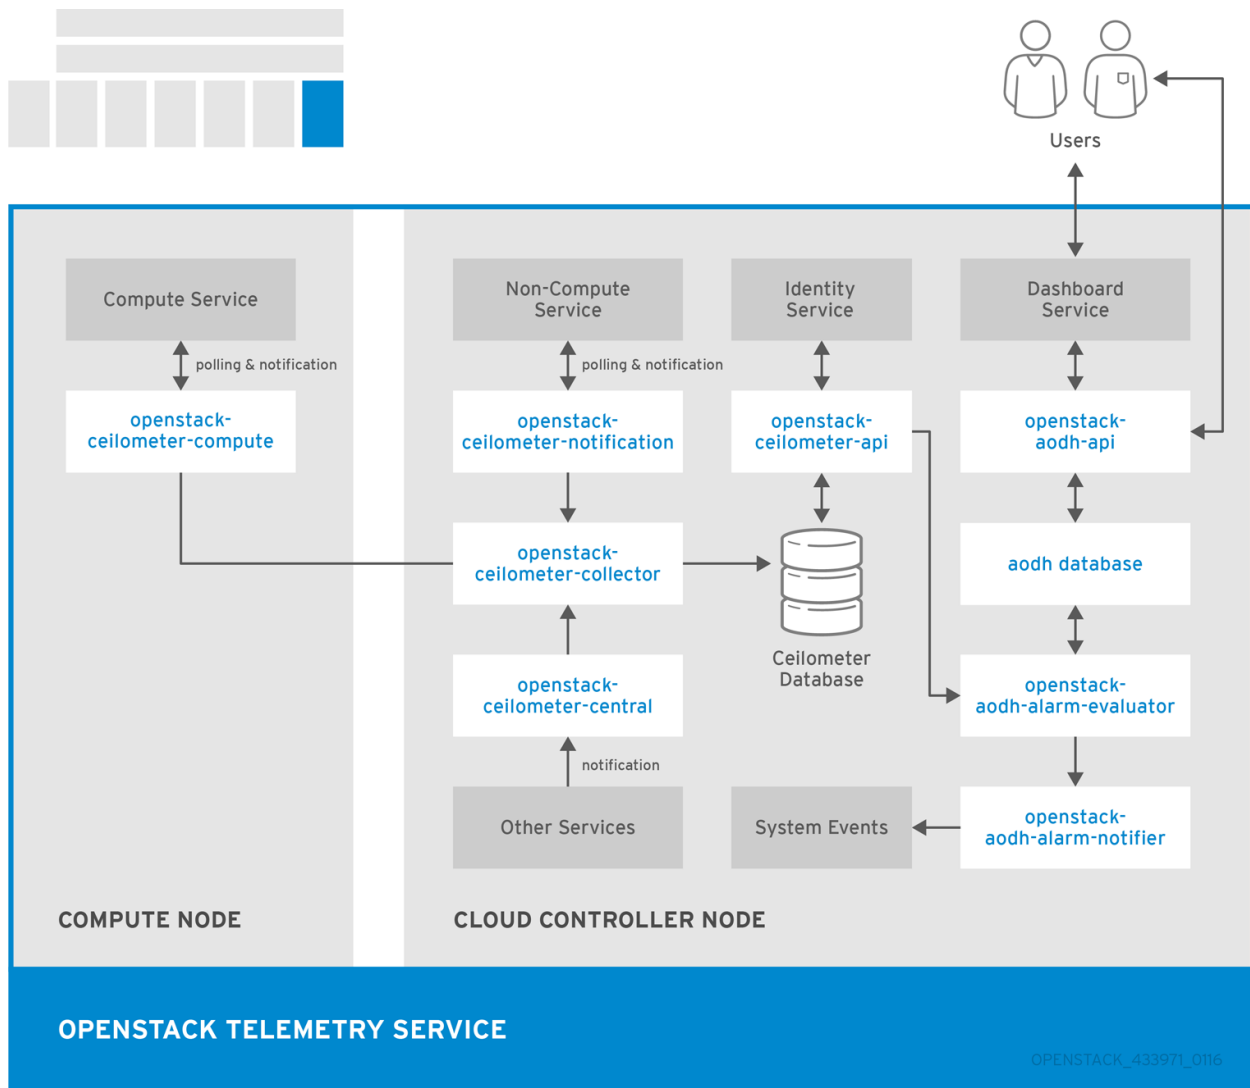 Users
Compute Service
polling & notification
openstack-
ceilometer-compute
Non-Compute
Service
polling & notification
openstack-
ceilometer-notification
openstack-
ceilometer-collector
openstack-
ceilometer-central
notification
Other Services
Identity
Service
openstack-
ceilometer-api
Ceilometer
Database
System Events
Dashboard
Service
openstack-
aodh-api
aodh database
openstack-
aodh-alarm-evaluator
openstack-
aodh-alarm-notifier
COMPUTE NODE
CLOUD CONTROLLER NODE
OPENSTACK TELEMETRY SERVICE
OPENSTACK_433971_0116